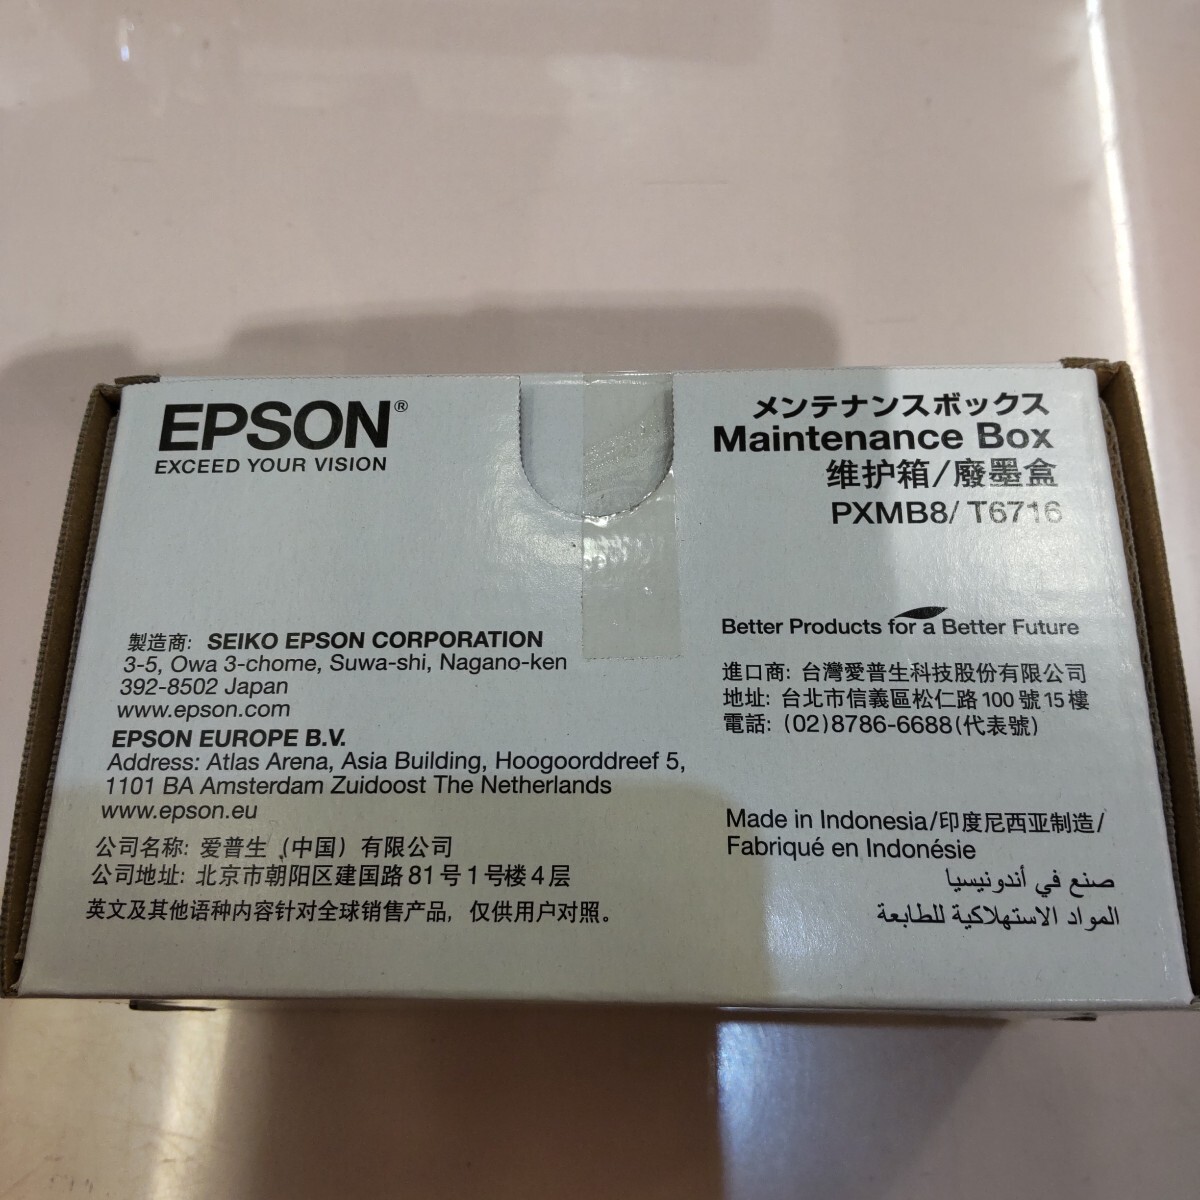 EPSON®
EXCEED YOUR VISION
メンテナンスボックス
Maintenance Box
维护箱/廢墨盒
PXMB8/ T6716
製造商: SEIKO EPSON CORPORATION
3-5, Owa 3-chome, Suwa-shi, Nagano-ken
392-8502 Japan
www.epson.com
EPSON EUROPE B.V.
Address: Atlas Arena, Asia Building, Hoogoorddreef 5,
1101 BA Amsterdam Zuidoost The Netherlands
www.epson.eu
公司名称: 爱普生（中国）有限公司
公司地址: 北京市朝阳区建国路81号1号楼4层
英文及其他语种内容针对全球销售产品，仅供用户对照。
Better Products for a Better Future
進口商: 台灣愛普生科技股份有限公司
地址: 台北市信義區松仁路100號15樓
電話: (02)8786-6688(代表號)
Made in Indonesia/印度尼西亚制造/
Fabriqué en Indonésie
صنع في أندونيسيا
المواد الاستهلاكية للطابعة